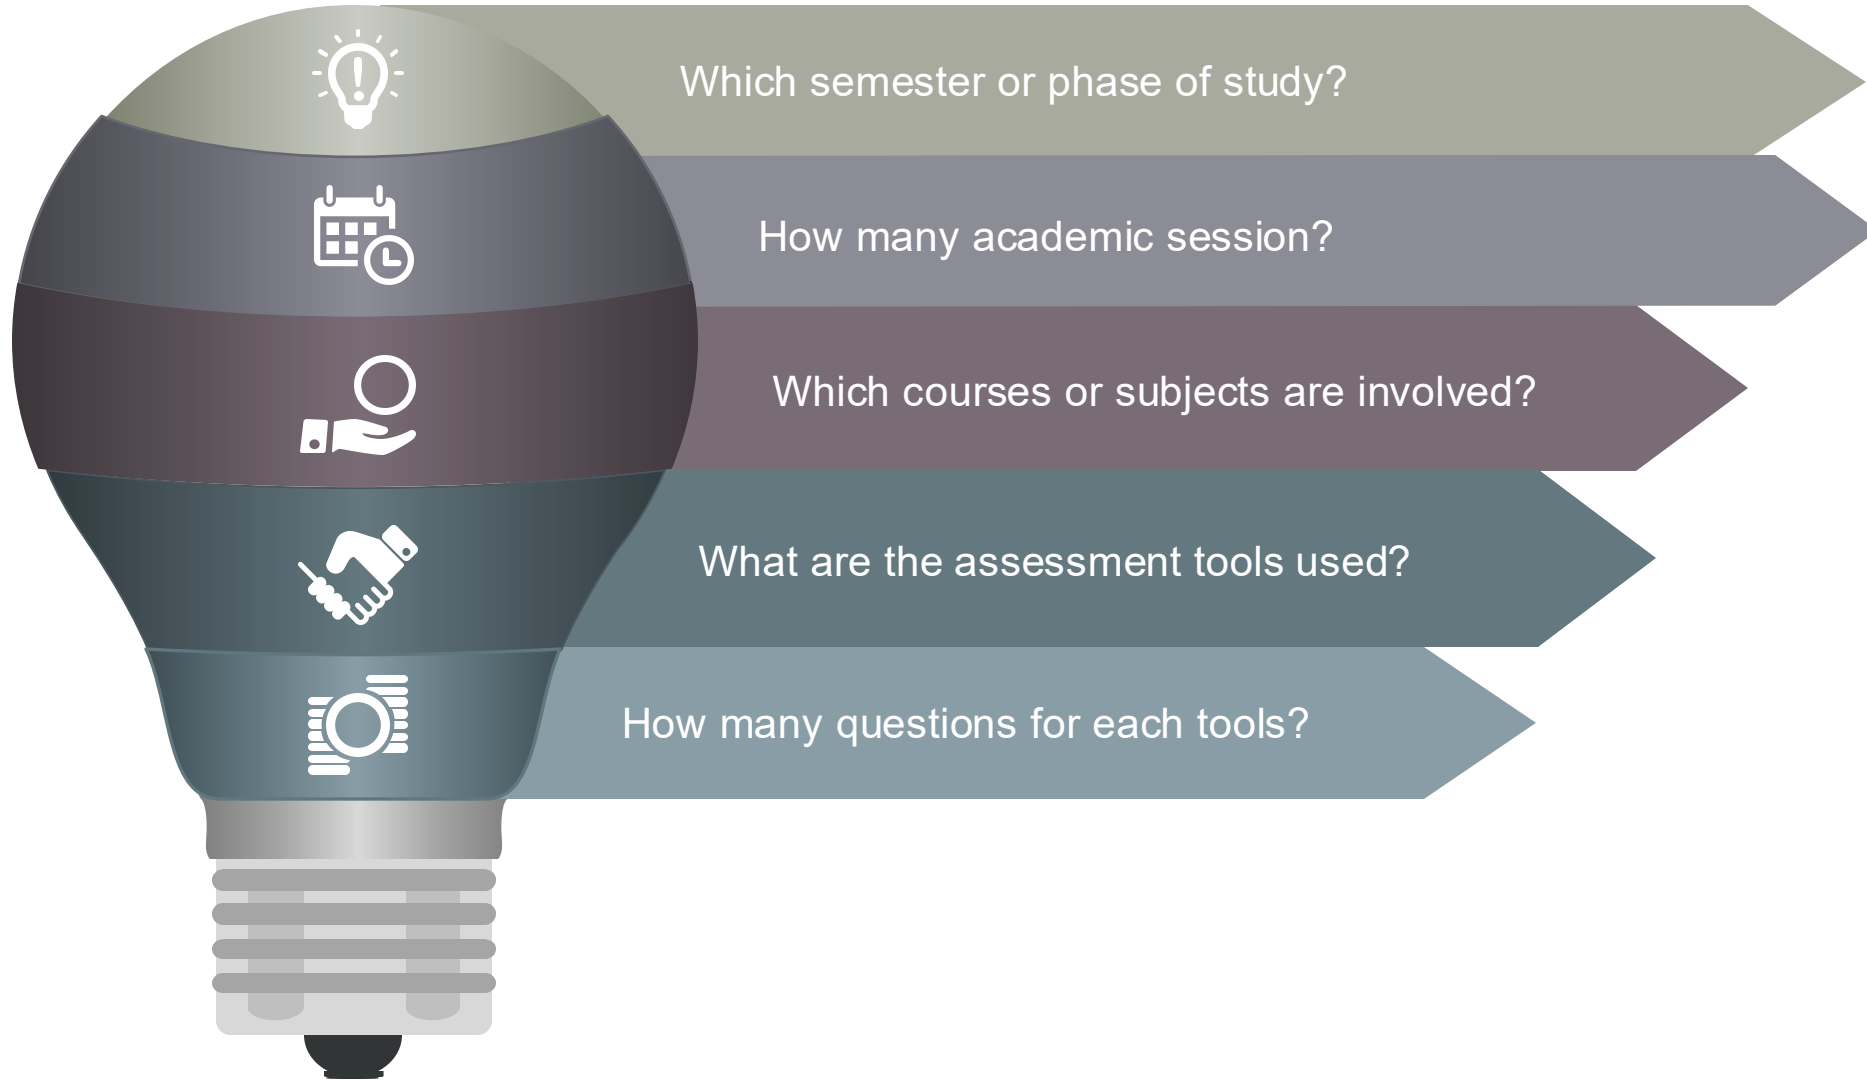 Which semester or phase of study?
How many academic session?
Which courses or subjects are involved?
What are the assessment tools used?
How many questions for each tools?